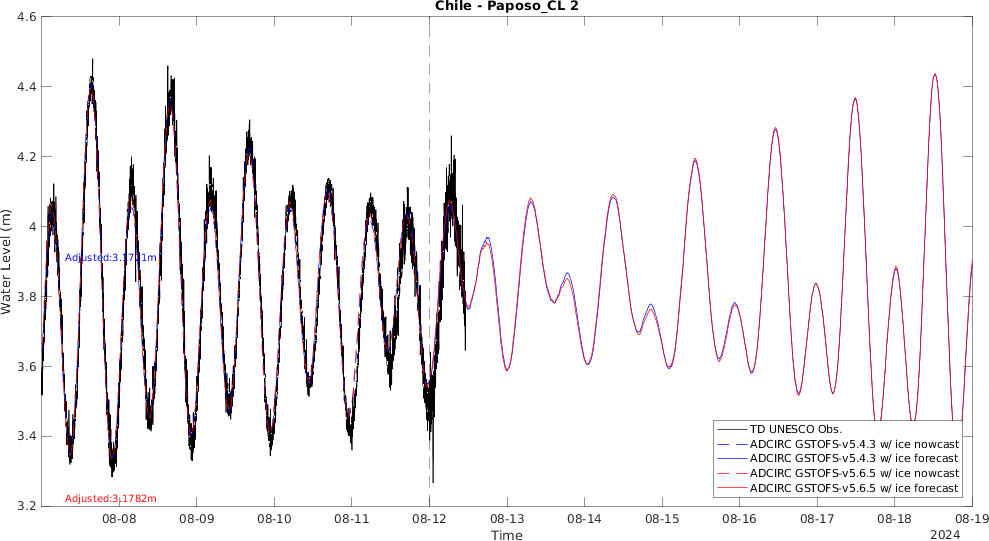 Chile - Paposo_CL 2
Water Level (m)
4.6
4.4
4.2
4
3.8
3.6
3.4
3.2
Adjusted:3.1721m
Adjusted:3.1782m
TD UNESCO Obs.
ADCIRC GSTOFS-v5.4.3 w/ ice nowcast
ADCIRC GSTOFS-v5.4.3 w/ ice forecast
ADCIRC GSTOFS-v5.6.5 w/ ice nowcast
ADCIRC GSTOFS-v5.6.5 w/ ice forecast
08-08 08-09 08-10 08-11 08-12 08-13 08-14 08-15 08-16 08-17 08-18 08-19
Time
2024